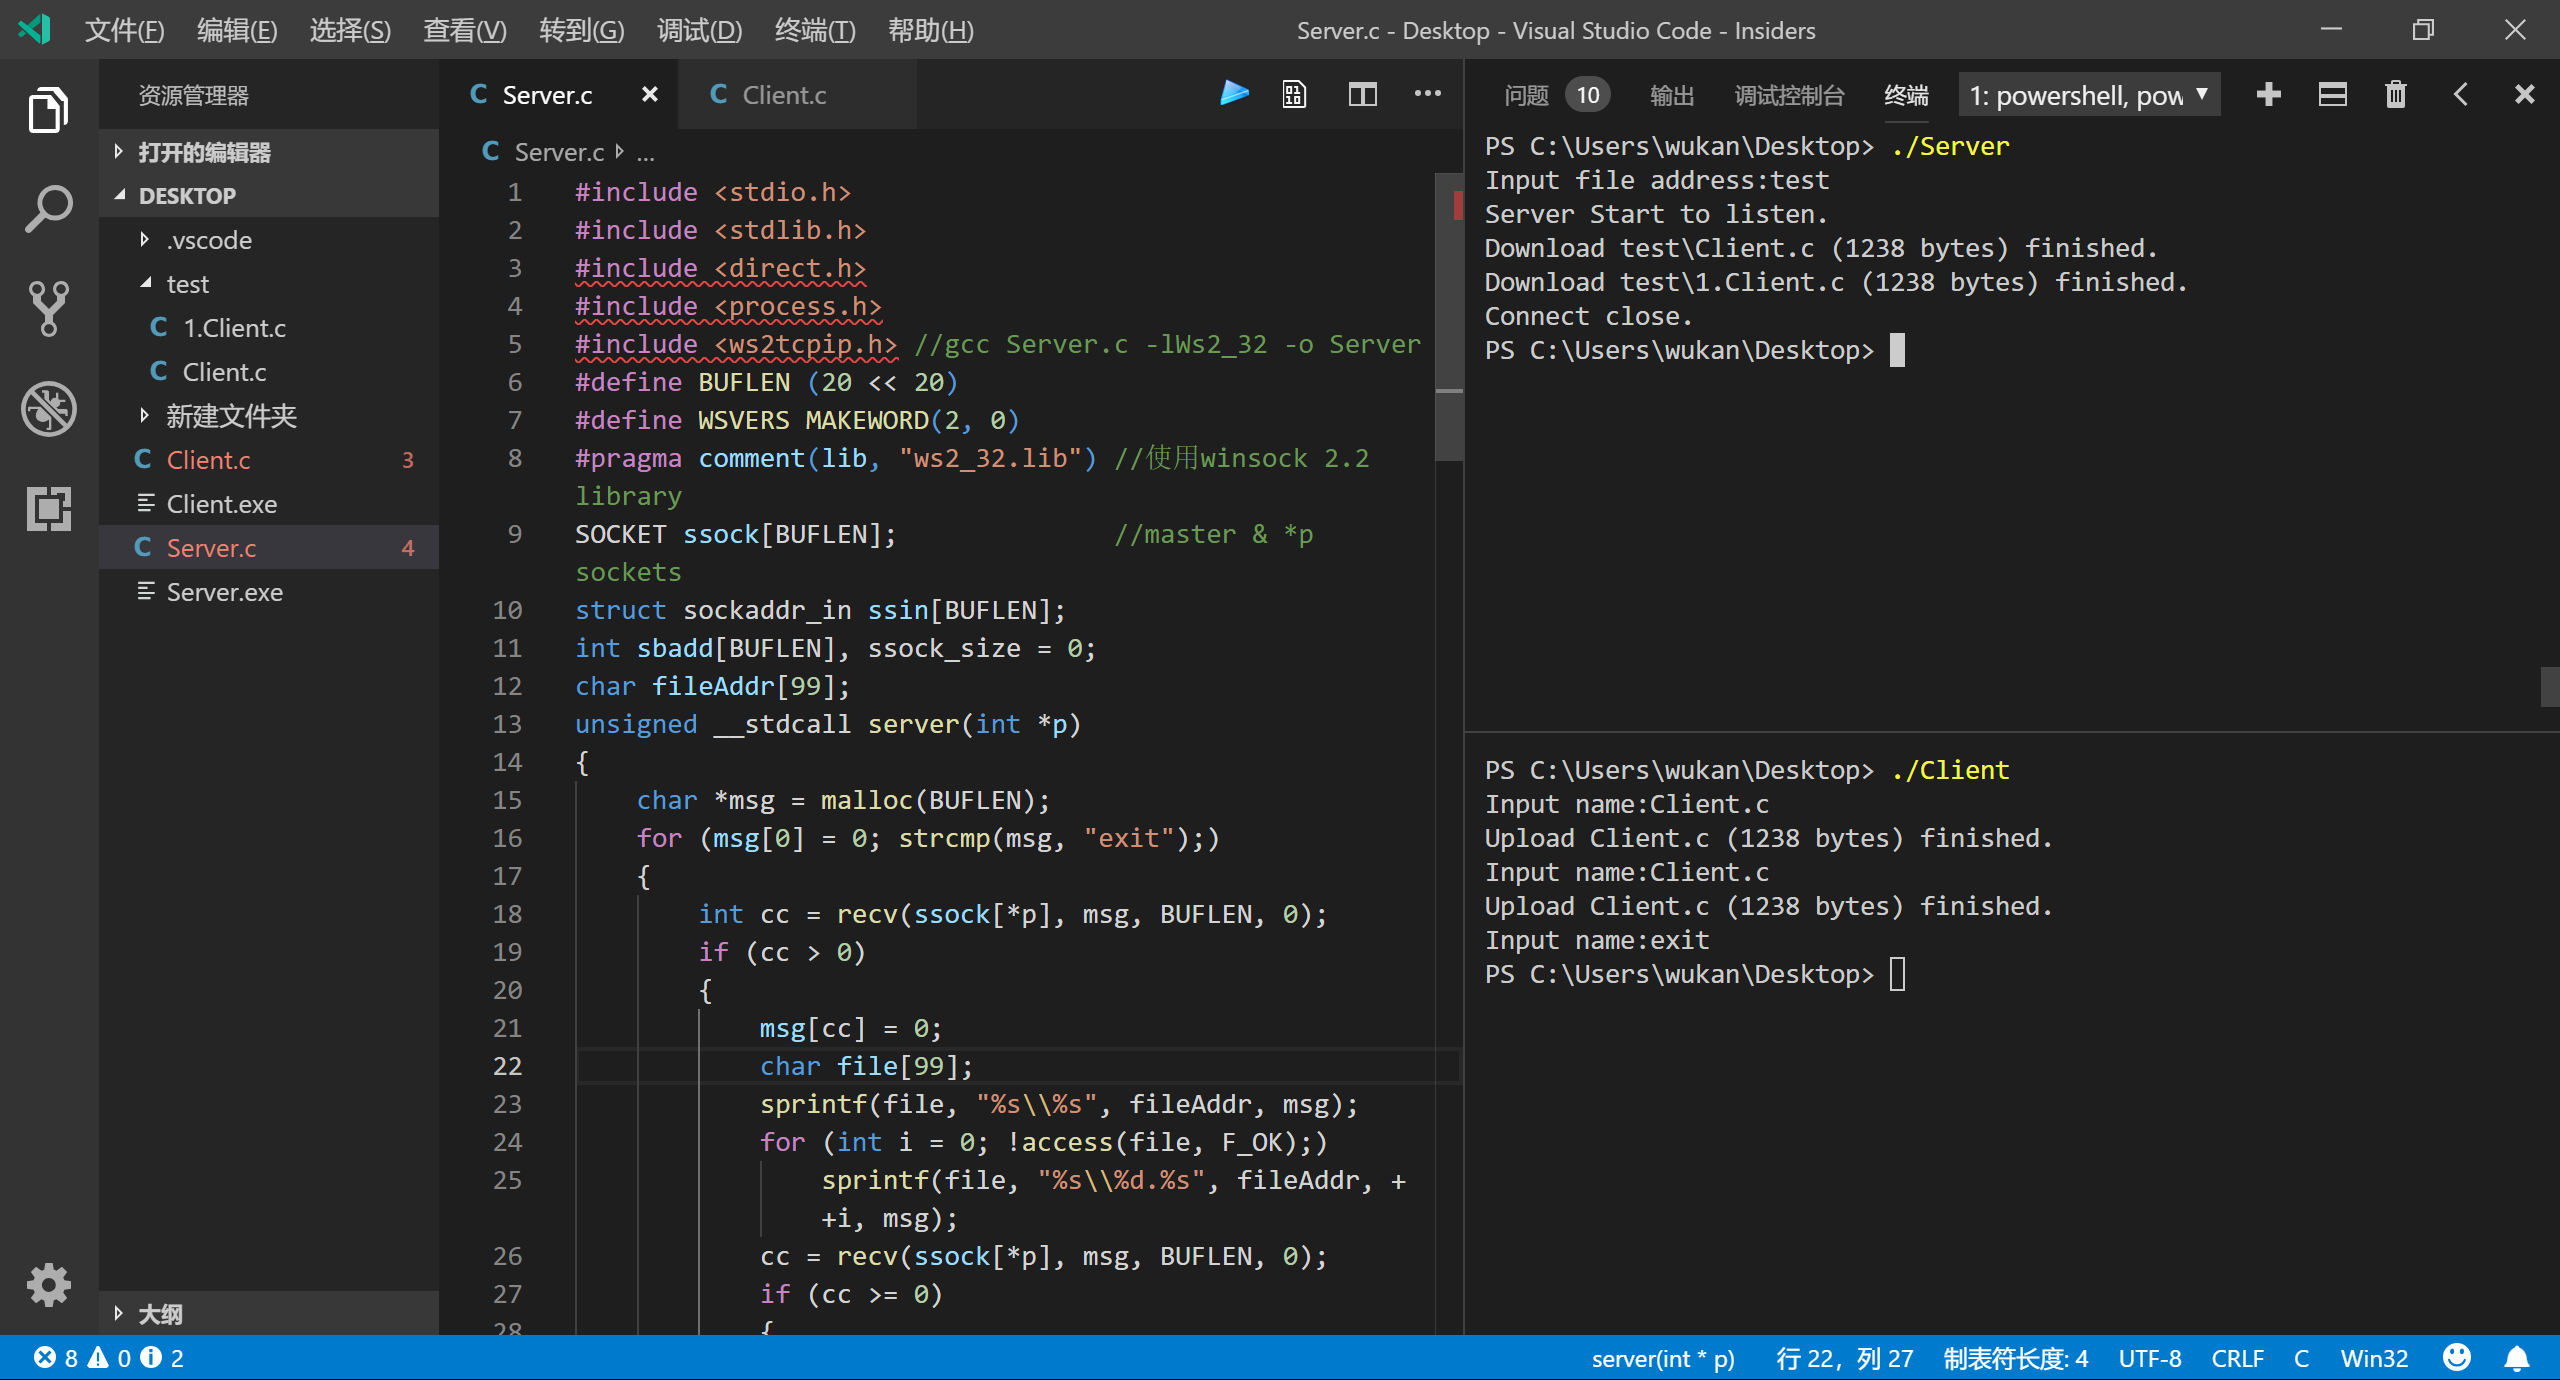 文件(F) 编辑(E) 选择(S) 查看(V) 转到(G) 调试(D) 终端(T) 帮助(H) Server.c - Desktop - Visual Studio Code - Insiders
资源管理器
打开的编辑器
DESKTOP
.vscode
test
C 1.Client.c
C Client.c
新建文件夹
C Client.c 3
Client.exe
C Server.c 4
Server.exe
大纲
C Server.c C Client.c
C Server.c ...
1 #include <stdio.h>
2 #include <stdlib.h>
3 #include <direct.h>
4 #include <process.h>
5 #include <ws2tcpip.h> //gcc Server.c -lWs2_32 -o Server
6 #define BUFLEN (20 << 20)
7 #define WSVERS MAKEWORD(2, 0)
8 #pragma comment(lib, "ws2_32.lib") //使用winsock 2.2
library
9 SOCKET ssock[BUFLEN]; //master & *p
sockets
10 struct sockaddr_in ssin[BUFLEN];
11 int sbadd[BUFLEN], ssock_size = 0;
12 char fileAddr[99];
13 unsigned __stdcall server(int *p)
14 {
15 char *msg = malloc(BUFLEN);
16 for (msg[0] = 0; strcmp(msg, "exit");)
17 {
18 int cc = recv(ssock[*p], msg, BUFLEN, 0);
19 if (cc > 0)
20 {
21 msg[cc] = 0;
22 char file[99];
23 sprintf(file, "%s\\%s", fileAddr, msg);
24 for (int i = 0; !access(file, F_OK);)
25 sprintf(file, "%s\\%d.%s", fileAddr, +
+i, msg);
26 cc = recv(ssock[*p], msg, BUFLEN, 0);
27 if (cc >= 0)
28 {
问题 10 输出 调试控制台 终端 1: powershell, pow
PS C:\Users\wukan\Desktop> ./Server
Input file address:test
Server Start to listen.
Download test\Client.c (1238 bytes) finished.
Download test\1.Client.c (1238 bytes) finished.
Connect close.
PS C:\Users\wukan\Desktop>
PS C:\Users\wukan\Desktop> ./Client
Input name:Client.c
Upload Client.c (1238 bytes) finished.
Input name:Client.c
Upload Client.c (1238 bytes) finished.
Input name:exit
PS C:\Users\wukan\Desktop>
8 0 2 server(int * p) 行 22，列 27 制表符长度: 4 UTF-8 CRLF C Win32